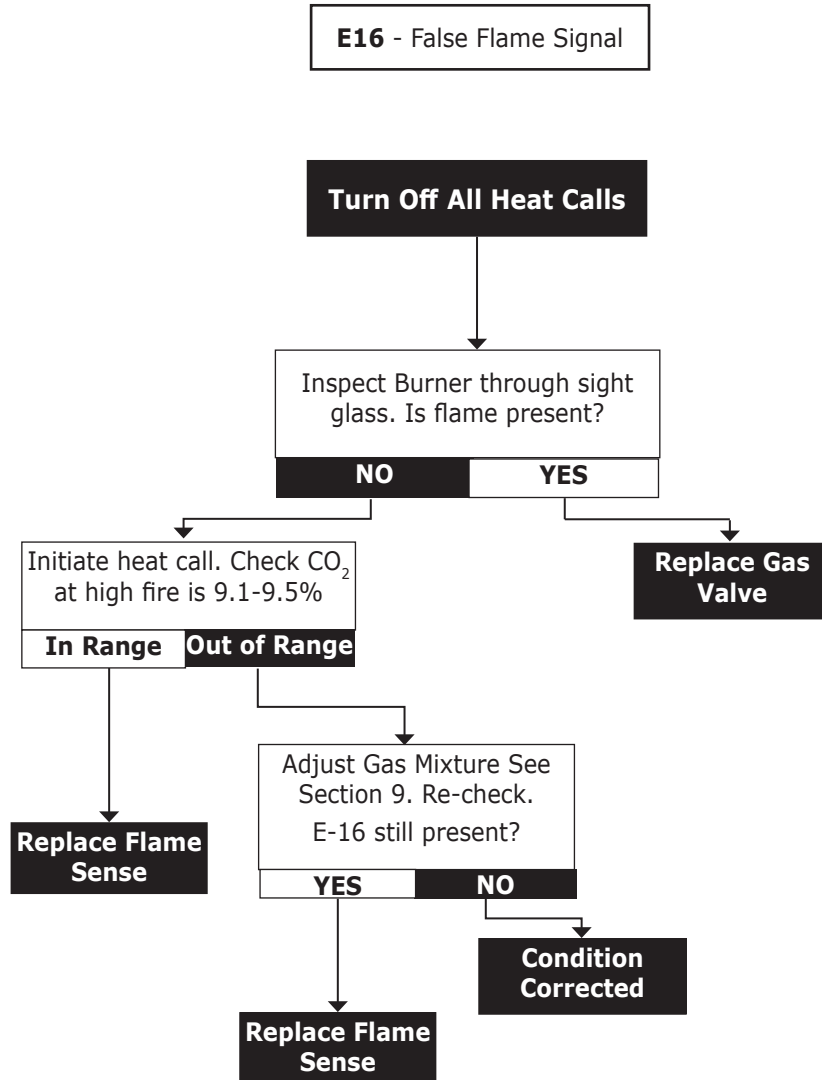 E16 - False Flame Signal
Turn Off All Heat Calls
Inspect Burner through sight
glass. Is flame present?
NO
YES
Initiate heat call. Check CO₂
at high fire is 9.1-9.5%
In Range
Out of Range
Replace Gas
Valve
Adjust Gas Mixture See
Section 9. Re-check.
E-16 still present?
YES
NO
Replace Flame
Sense
Condition
Corrected
Replace Flame
Sense